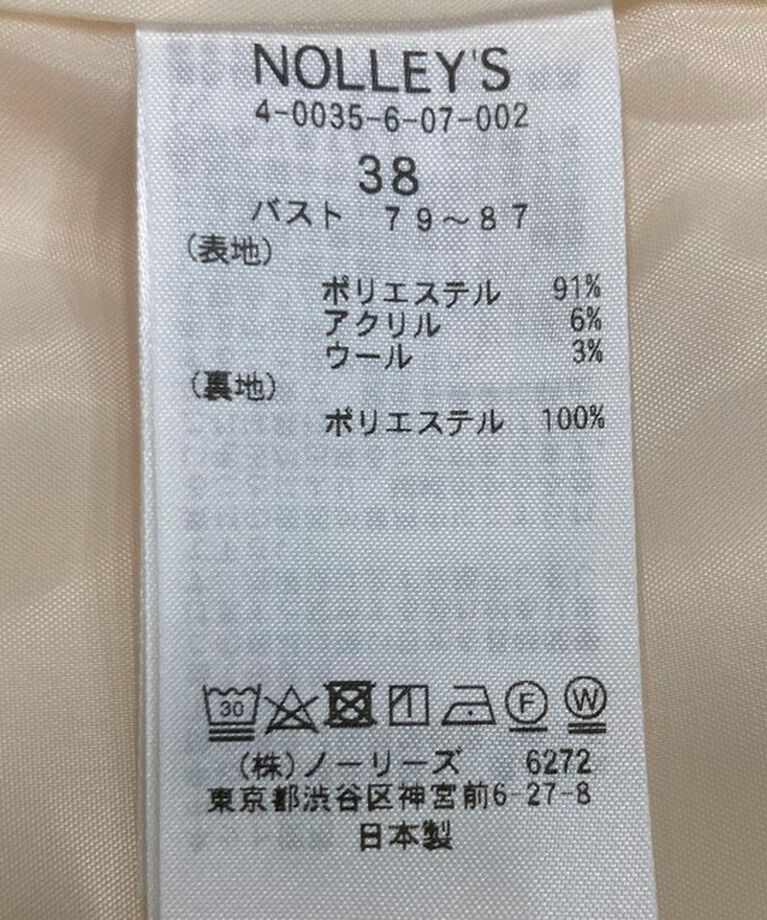 NOLLEY'S
4-0035-6-07-002
38
バスト 79～87
(表地)
ポリエステル 91%
アクリル 6%
ウール 3%
(裏地)
ポリエステル 100%
30 F W
(株)ノーリーズ 6272
東京都渋谷区神宮前6-27-8
日本製